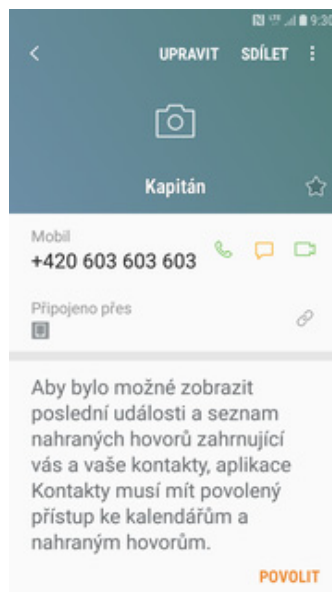 LTE 9:30
UPRAVIT SDÍLET
Kapitán
Mobil
+420 603 603 603
Připojeno přes
Aby bylo možné zobrazit
poslední události a seznam
nahraných hovorů zahrnující
vás a vaše kontakty, aplikace
Kontakty musí mít povolený
přístup ke kalendářům a
nahraným hovorům.
POVOLIT